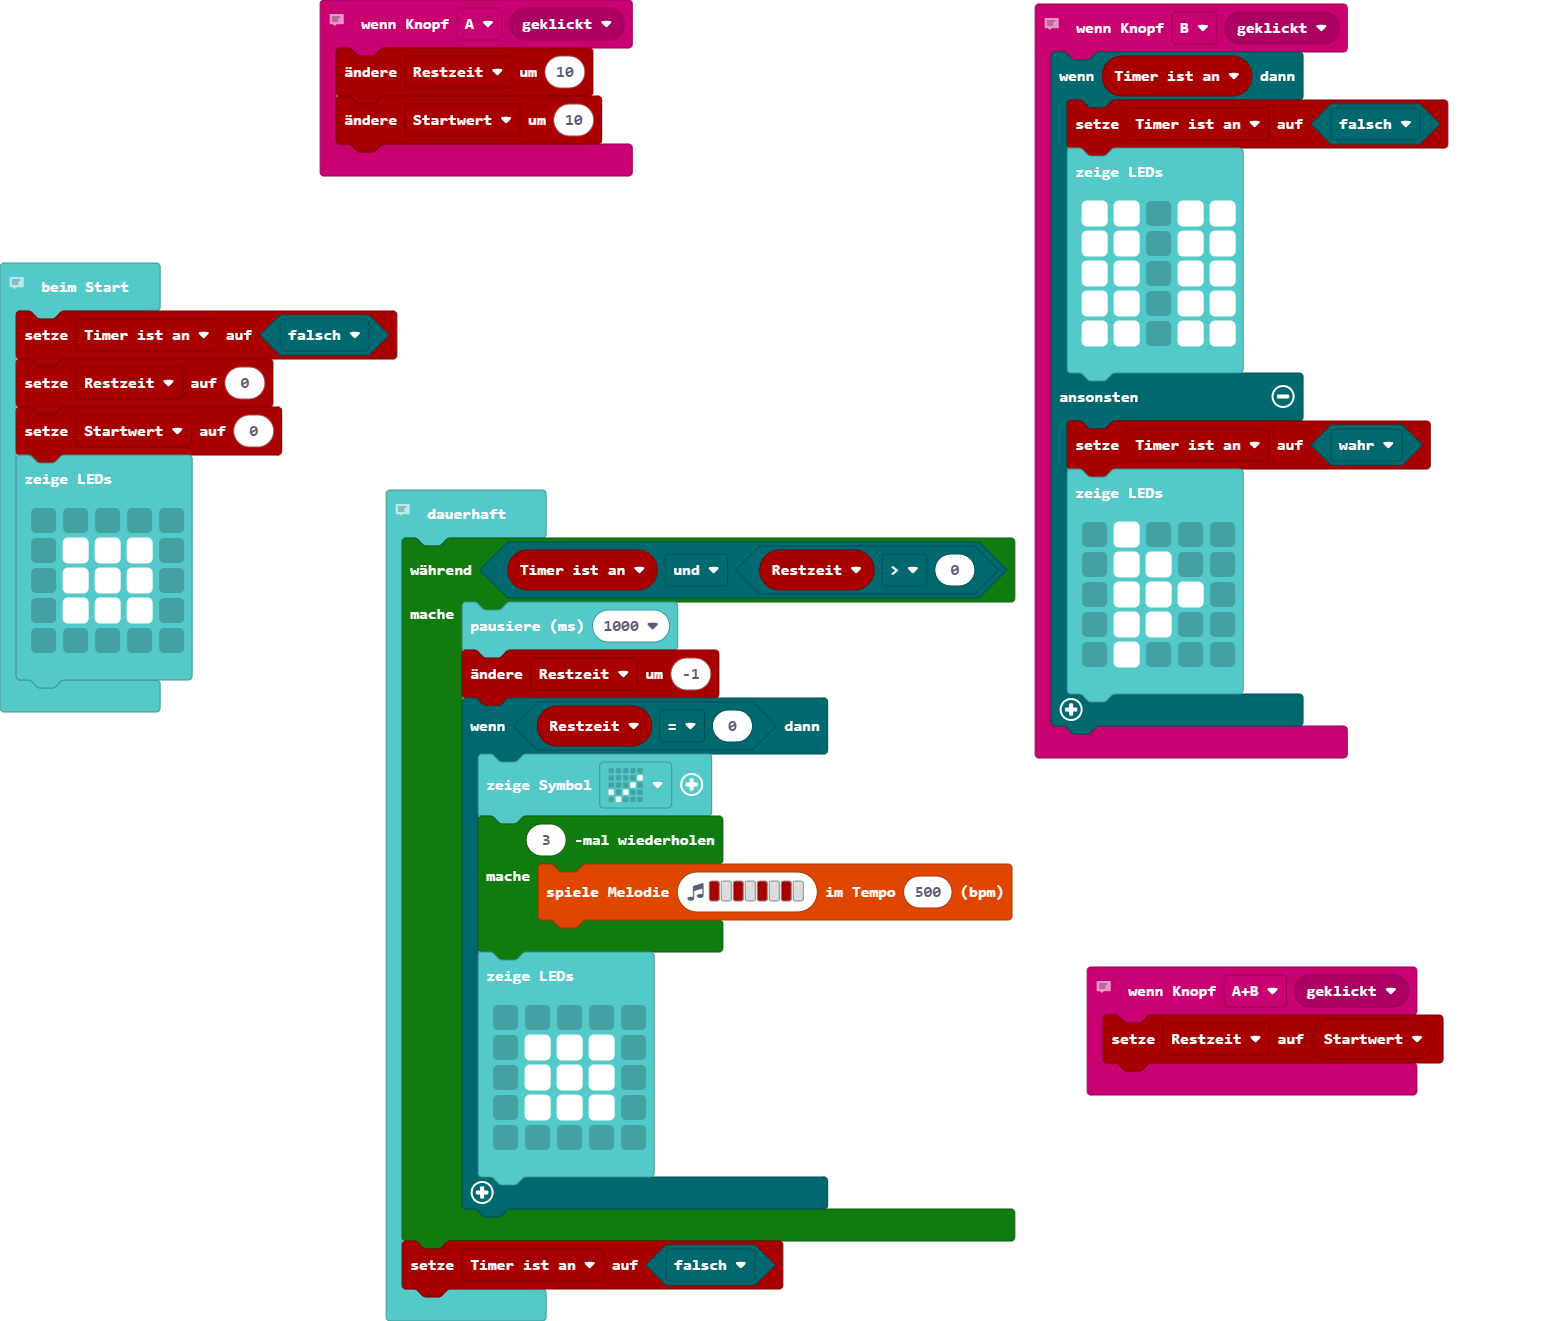 wenn Knopf A geklickt
ändere Restzeit um 10
ändere Startwert um 10
beim Start
setze Timer ist an auf falsch
setze Restzeit auf 0
setze Startwert auf 0
zeige LEDs
dauerhaft
während Timer ist an und Restzeit > 0
mache
pausiere (ms) 1000
ändere Restzeit um -1
wenn Restzeit = 0 dann
zeige Symbol
3 -mal wiederholen
mache
spiele Melodie im Tempo 500 (bpm)
zeige LEDs
setze Timer ist an auf falsch
wenn Knopf B geklickt
wenn Timer ist an dann
setze Timer ist an auf falsch
zeige LEDs
ansonsten
setze Timer ist an auf wahr
zeige LEDs
wenn Knopf A+B geklickt
setze Restzeit auf Startwert